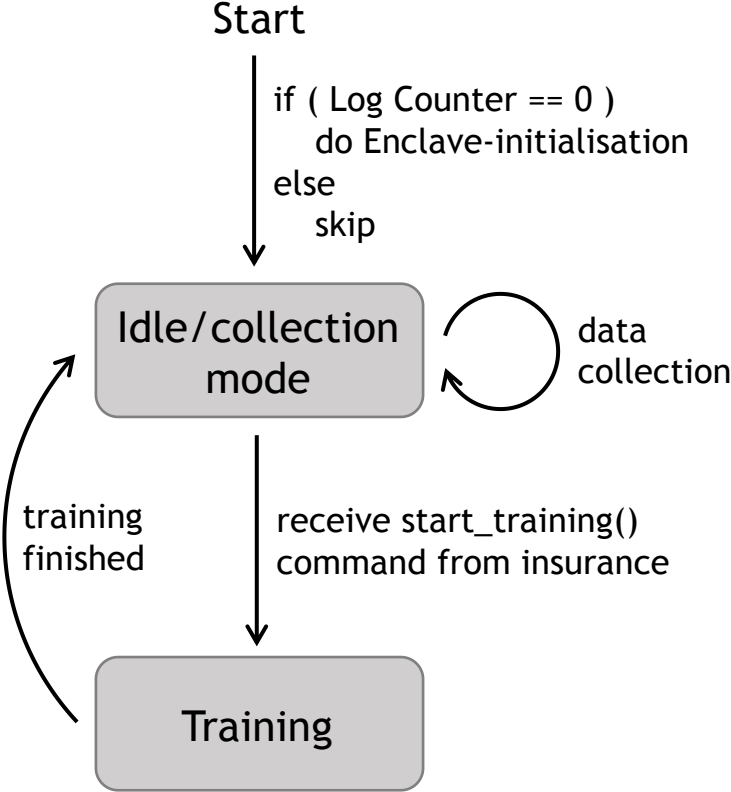 Start
if ( Log Counter == 0 )
do Enclave-initialisation
else
skip
Idle/collection
mode
data
collection
training
finished
receive start_training()
command from insurance
Training